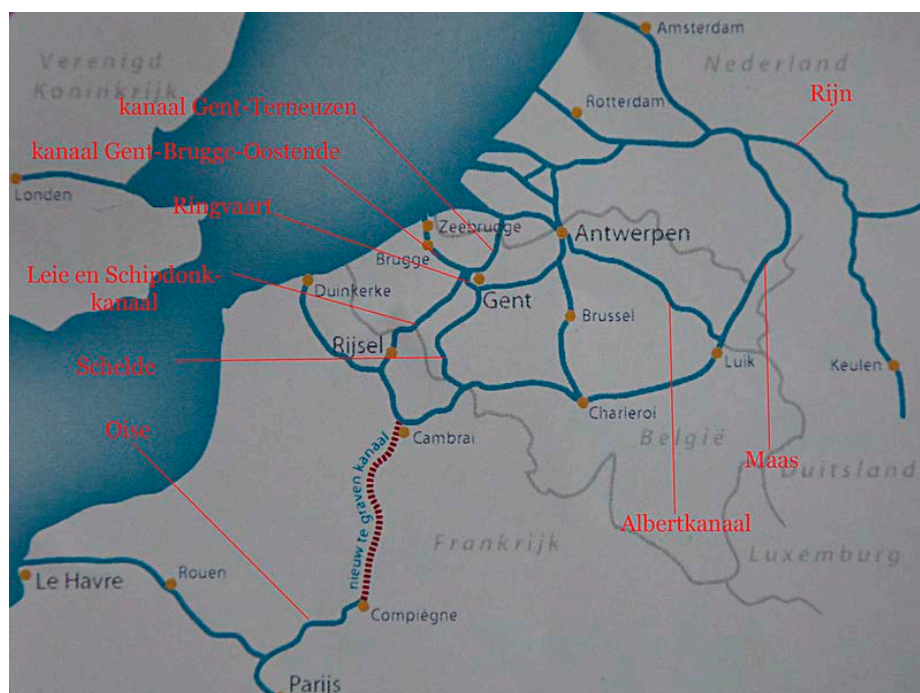 Amsterdam
Verenigd
Koninkrijk
Nederland
Rijn
kanaal Gent-Terneuzen
Rotterdam
kanaal Gent-Brugge-Oostende
Londen
Ringvaart
Zeebrugge
Antwerpen
Brugge
Leie en Schipdonk-
kanaal
Duinkerke
Gent
Brussel
Rijsel
Schelde
Luik
Keulen
Charleroi
Oise
Cambrai
België
Maas
Duitsland
nieuw te graven kanaal
Albertkanaal
Frankrijk
Luxemburg
Le Havre
Rouen
Compiègne
Parijs